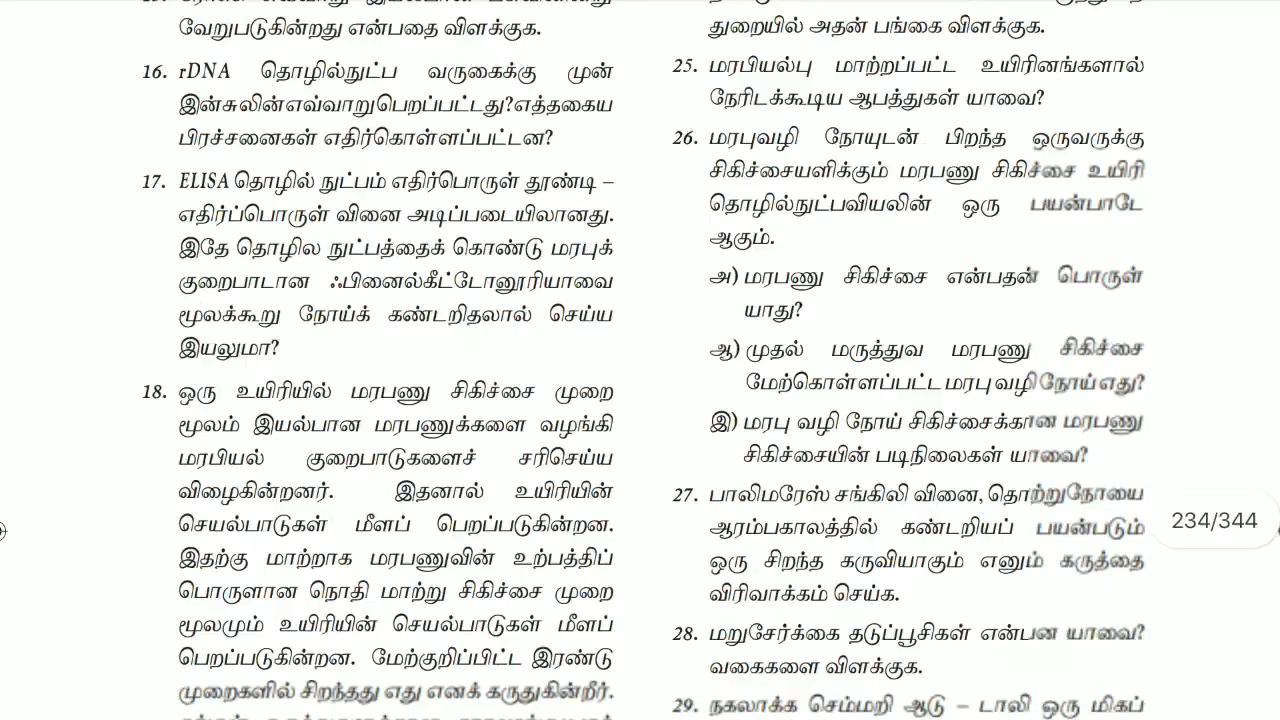 வேறுபடுகின்றது என்பதை விளக்குக.
16. rDNA தொழில்நுட்ப வருகைக்கு முன்
இன்சுலின்எவ்வாறுபெறப்பட்டது?எத்தகைய
பிரச்சனைகள் எதிர்கொள்ளப்பட்டன?
17. ELISA தொழில் நுட்பம் எதிர்பொருள் தூண்டி –
எதிர்ப்பொருள் வினை அடிப்படையிலானது.
இதே தொழில நுட்பத்தைக் கொண்டு மரபுக்
குறைபாடான ஃபினைல்கீட்டோனூரியாவை
மூலக்கூறு நோய்க் கண்டறிதலால் செய்ய
இயலுமா?
18. ஒரு உயிரியில் மரபணு சிகிச்சை முறை
மூலம் இயல்பான மரபணுக்களை வழங்கி
மரபியல் குறைபாடுகளைச் சரிசெய்ய
விழைகின்றனர். இதனால் உயிரியின்
செயல்பாடுகள் மீளப் பெறப்படுகின்றன.
இதற்கு மாற்றாக மரபணுவின் உற்பத்திப்
பொருளான நொதி மாற்று சிகிச்சை முறை
மூலமும் உயிரியின் செயல்பாடுகள் மீளப்
பெறப்படுகின்றன. மேற்குறிப்பிட்ட இரண்டு
முறைகளில் சிறந்தது எது எனக் கருதுகின்றீர்.
துறையில் அதன் பங்கை விளக்குக.
25. மரபியல்பு மாற்றப்பட்ட உயிரினங்களால்
நேரிடக்கூடிய ஆபத்துகள் யாவை?
26. மரபுவழி நோயுடன் பிறந்த ஒருவருக்கு
சிகிச்சையளிக்கும் மரபணு சிகிச்சை உயிரி
தொழில்நுட்பவியலின் ஒரு பயன்பாடே
ஆகும்.
அ) மரபணு சிகிச்சை என்பதன் பொருள்
யாது?
ஆ) முதல் மருத்துவ மரபணு சிகிச்சை
மேற்கொள்ளப்பட்ட மரபு வழி நோய் எது?
இ) மரபு வழி நோய் சிகிச்சைக்கான மரபணு
சிகிச்சையின் படிநிலைகள் யாவை?
27. பாலிமரேஸ் சங்கிலி வினை, தொற்றுநோயை
ஆரம்பகாலத்தில் கண்டறியப் பயன்படும்
ஒரு சிறந்த கருவியாகும் எனும் கருத்தை
விரிவாக்கம் செய்க.
28. மறுசேர்க்கை தடுப்பூசிகள் என்பன யாவை?
வகைகளை விளக்குக.
29. நகலாக்க செம்மறி ஆடு – டாலி ஒரு மிகப்
234/344